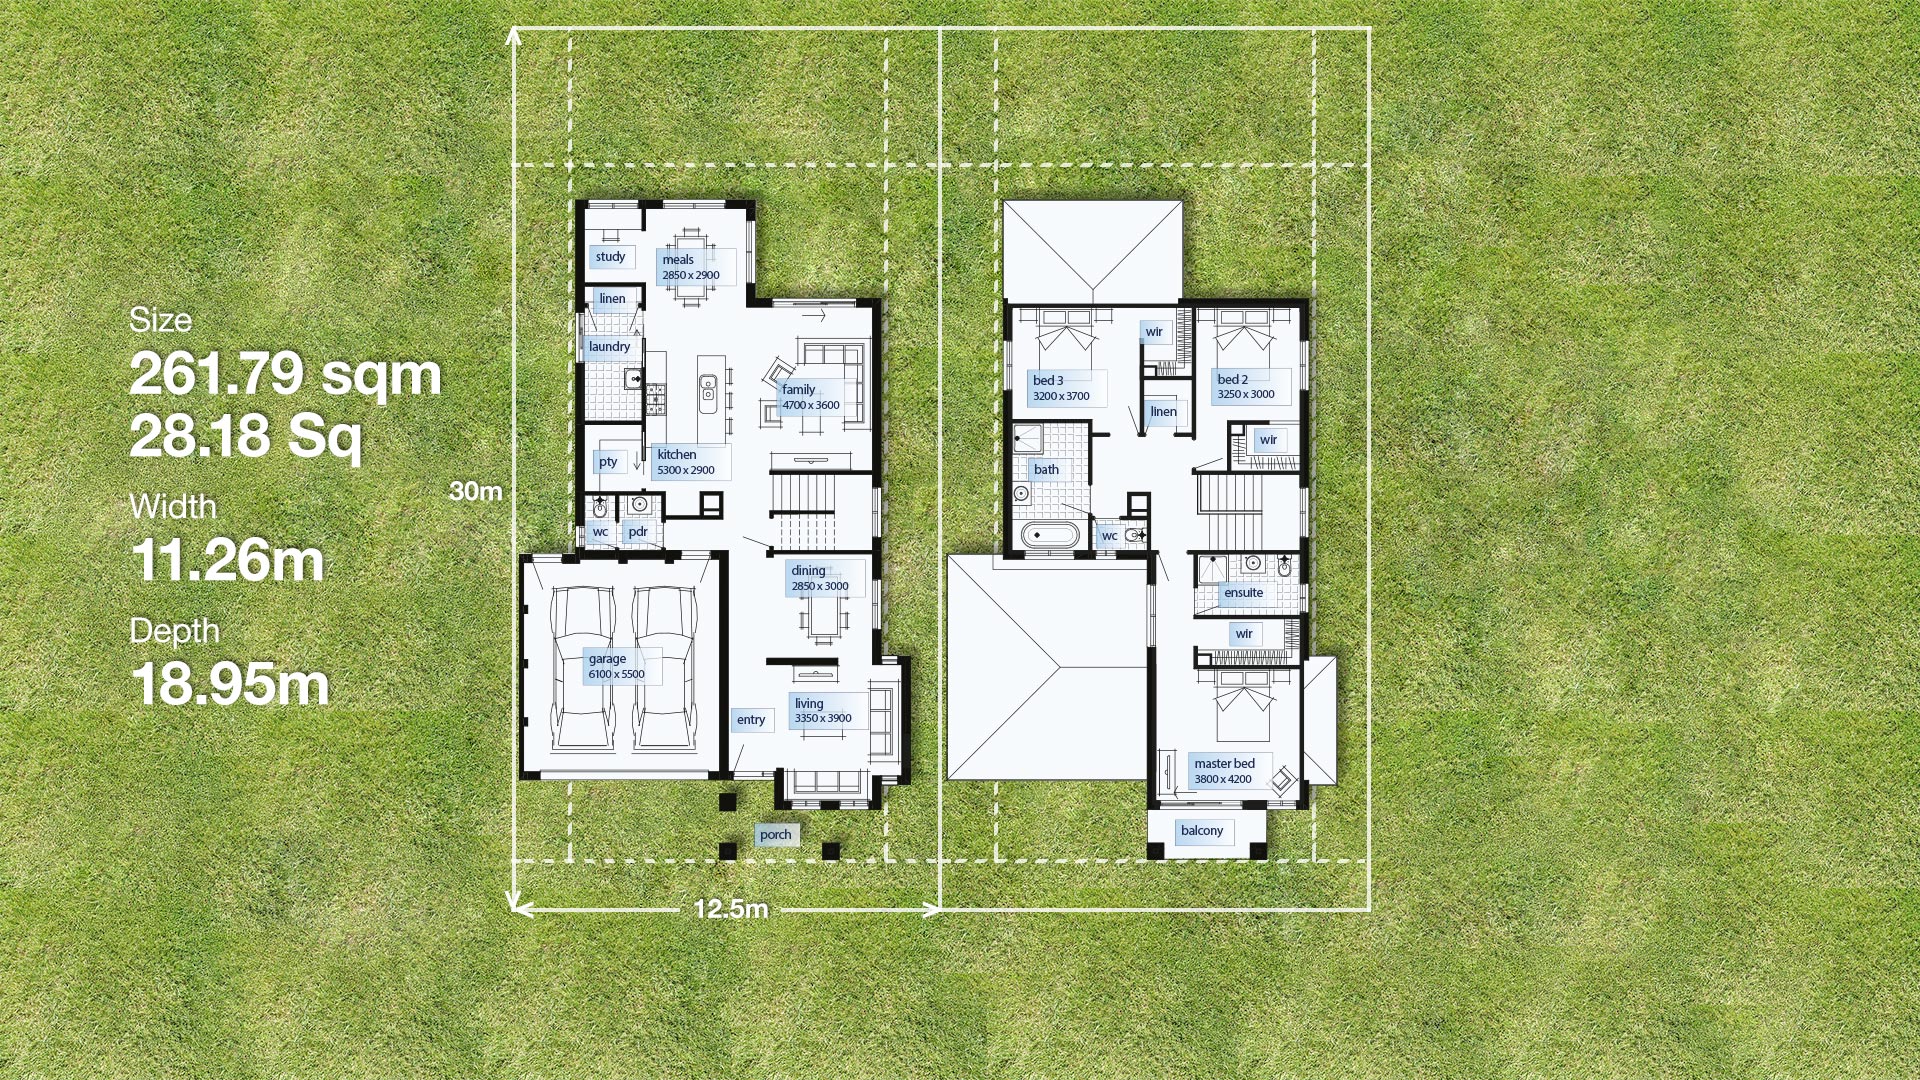 Size
261.79 sqm
28.18 Sq
Width
11.26m
Depth
18.95m
30m
12.5m
study
meals
2850 x 2900
linen
laundry
family
4700 x 3600
pty
kitchen
5300 x 2900
wc
pdr
dining
2850 x 3000
garage
6100 x 5500
living
3350 x 3900
entry
porch
wir
bed 3
3200 x 3700
bed 2
3250 x 3000
linen
wir
bath
wc
ensuite
wir
master bed
3800 x 4200
balcony